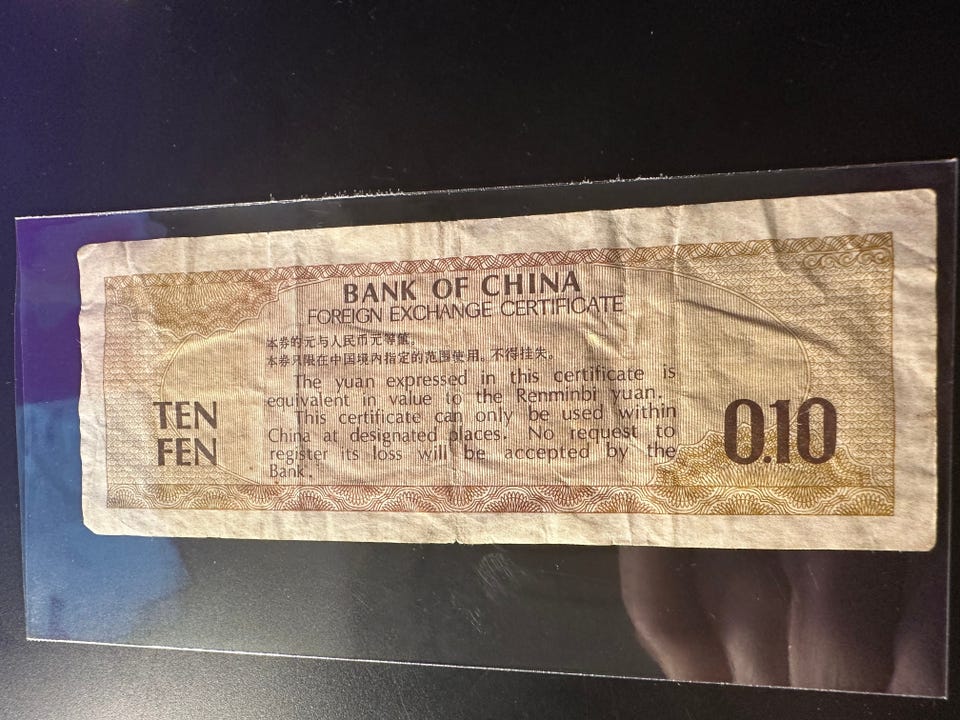 BANK OF CHINA
FOREIGN EXCHANGE CERTIFICATE
本券的元与人民币元等值。
本券只限在中国境内指定的范围使用。不得挂失。
The yuan expressed in this certificate is
equivalent in value to the Renminbi yuan.
This certificate can only be used within
China at designated places. No request to
register its loss will be accepted by the
Bank.
TEN
FEN
0.10